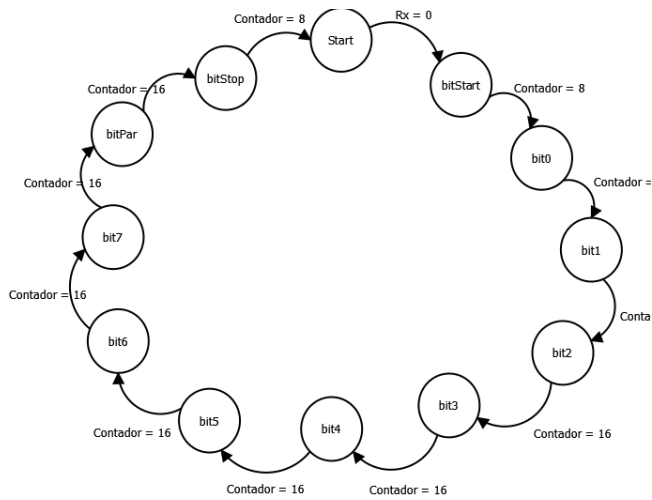 Contador = 8
Start
Rx = 0
bitStop
bitStart
Contador = 16
Contador = 8
bitPar
bit0
Contador = 16
Contador =
bit7
bit1
Contador = 16
bit6
bit2
bit3
bit5
bit4
Contador = 16
Contador = 16
Contador = 16
Contador = 16